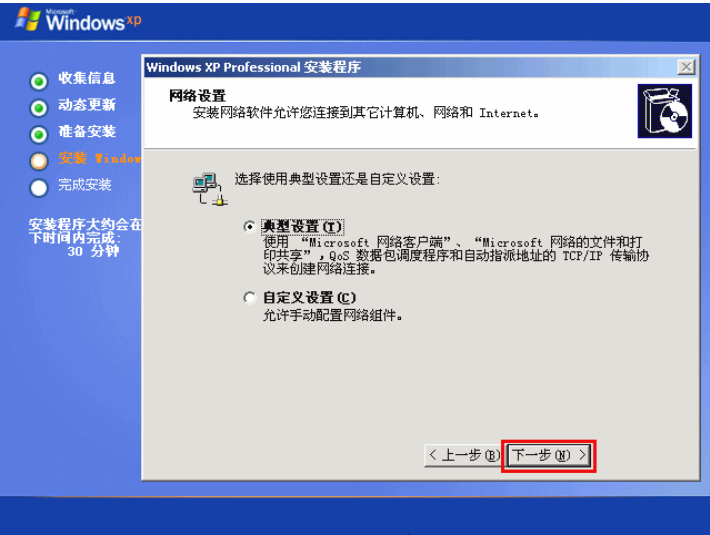 Microsoft
Windows xp
收集信息
动态更新
准备安装
安装 Window
完成安装
安装程序大约会在
下时间内完成:
30 分钟
Windows XP Professional 安装程序
网络设置
安装网络软件允许您连接到其它计算机、网络和 Internet。
选择使用典型设置还是自定义设置:
典型设置(T)
使用 “Microsoft 网络客户端”、“Microsoft 网络的文件和打
印共享”，QoS 数据包调度程序和自动指派地址的 TCP/IP 传输协
议来创建网络连接。
自定义设置(C)
允许手动配置网络组件。
< 上一步(B)
下一步(N) >